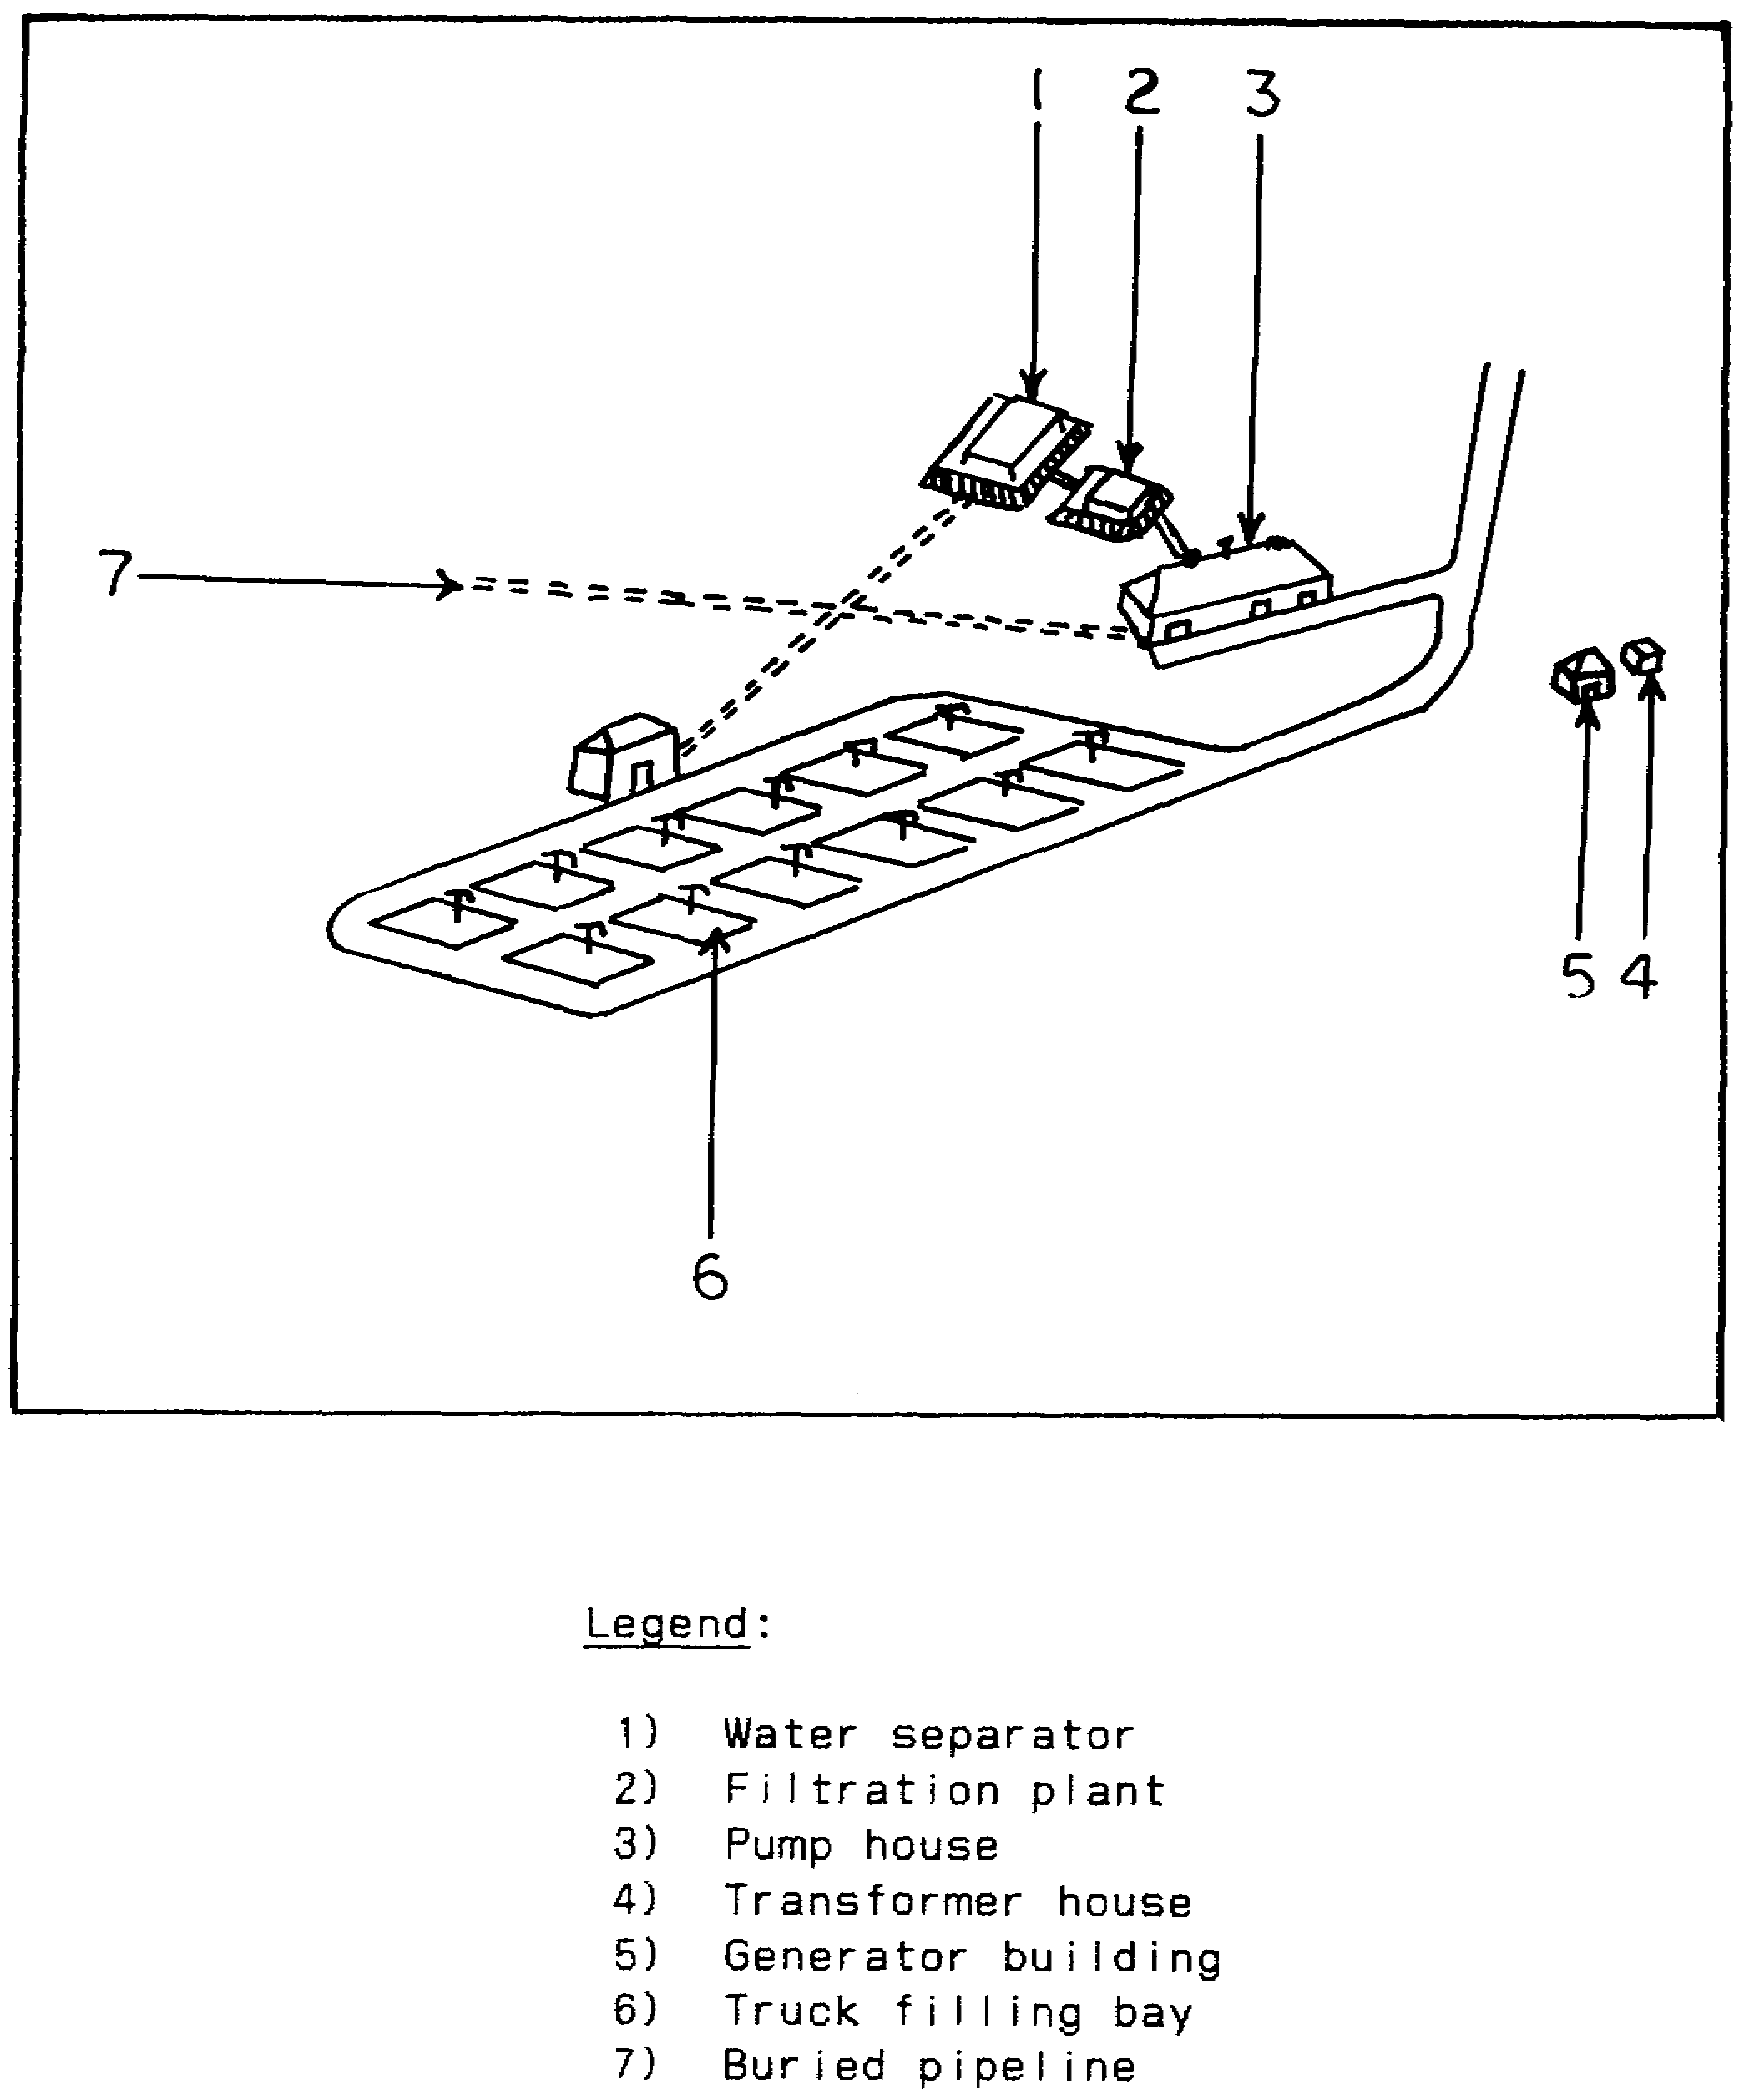 1 2 3
7
5 4
6
Legend:
1) Water separator
2) Filtration plant
3) Pump house
4) Transformer house
5) Generator building
6) Truck filling bay
7) Buried pipeline